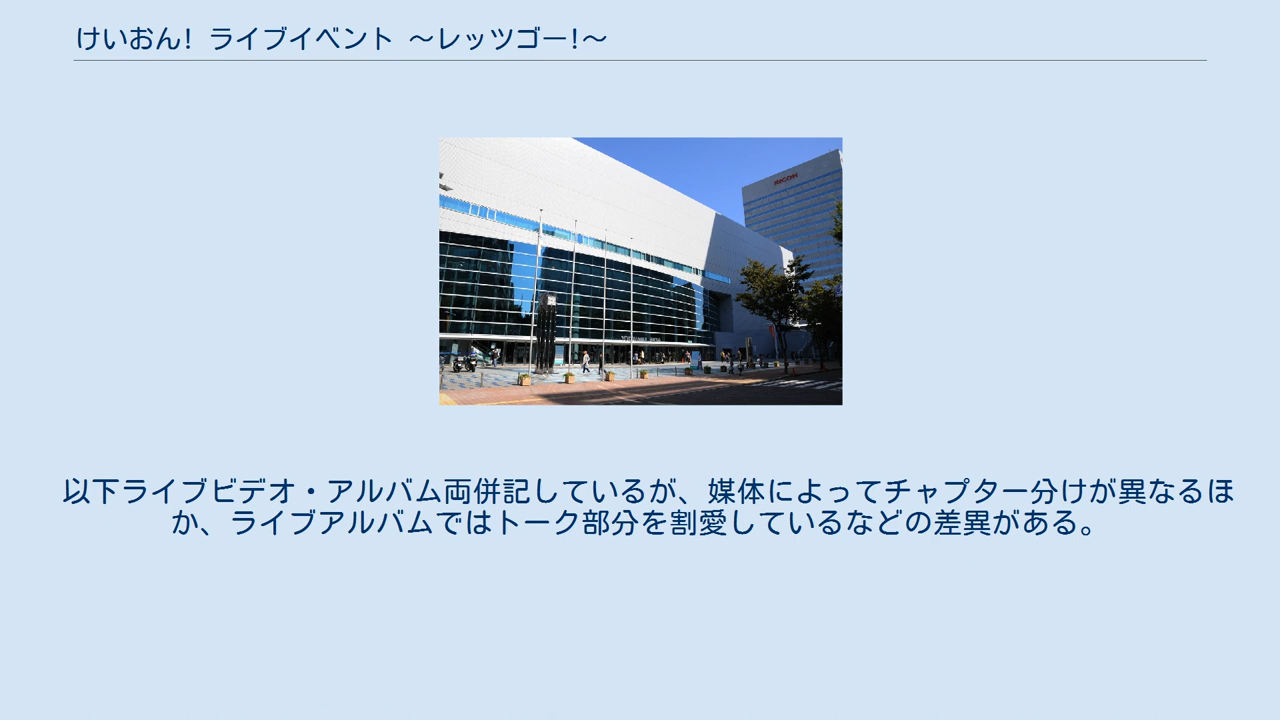 けいおん! ライブイベント 〜レッツゴー!〜
RICOH
以下ライブビデオ・アルバム両併記しているが、媒体によってチャプター分けが異なるほ
か、ライブアルバムではトーク部分を割愛しているなどの差異がある。